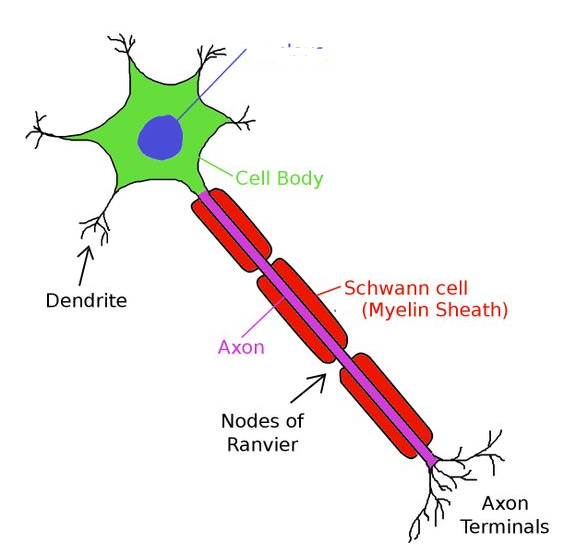 Cell Body
Dendrite
Schwann cell
(Myelin Sheath)
Axon
Nodes of
Ranvier
Axon
Terminals